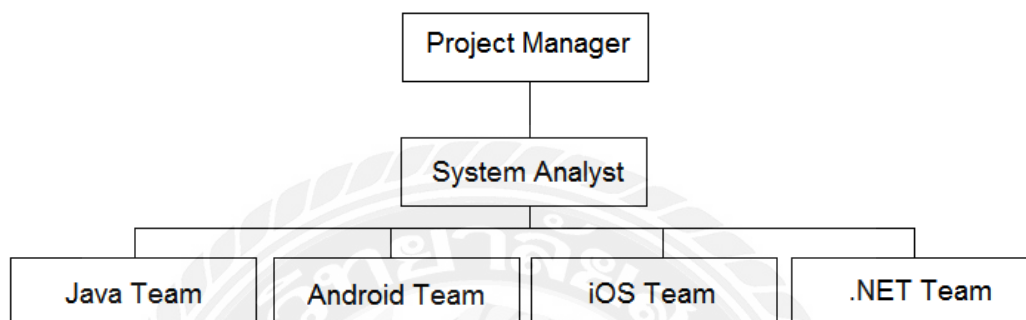 Project Manager
System Analyst
Java Team
Android Team
iOS Team
.NET Team